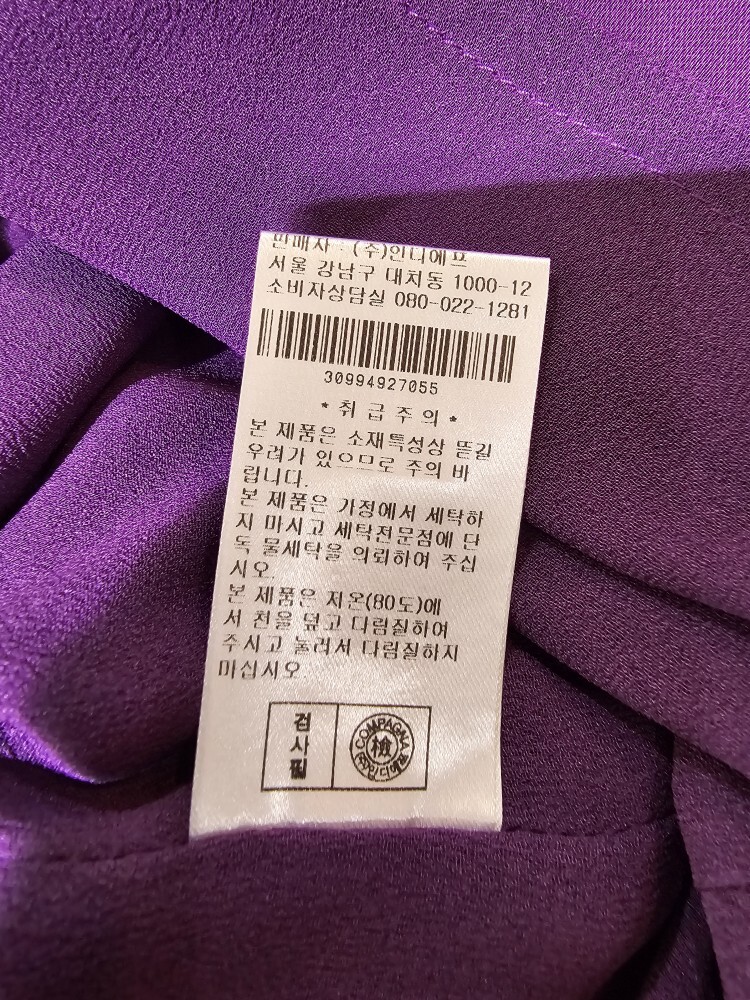 판매자 : (주)인디에프
서울 강남구 대치동 1000-12
소비자상담실 080-022-1281
30994927055
* 취 급 주 의 *
본 제품은 소재특성상 뜯길
우려가 있으므로 주의 바
랍니다.
본 제품은 가정에서 세탁하
지 마시고 세탁전문점에 단
독 물세탁을 의뢰하여 주십
시오.
본 제품은 저온(80도)에
서 천을 덮고 다림질하여
주시고 눌러서 다림질하지
마십시오.
검
사
필
COMPAGNA
檢
(주)인디에프